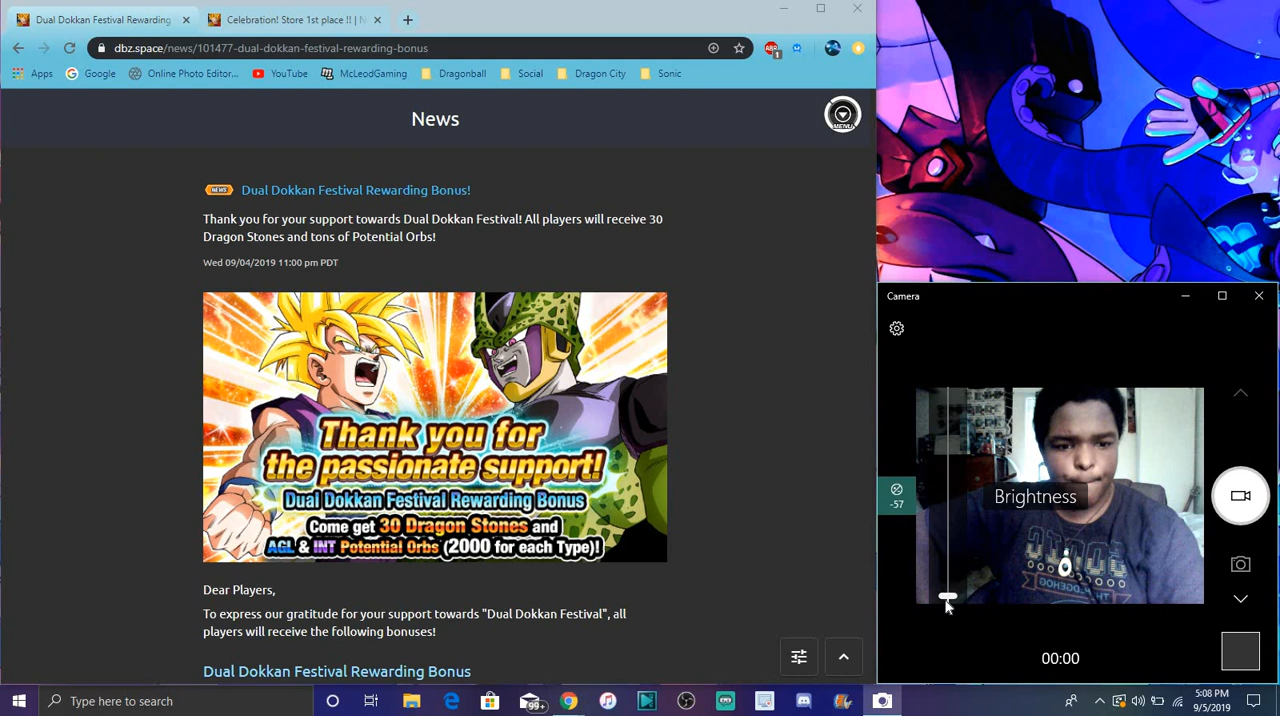 Dual Dokkan Festival Rewarding
Celebration! Store 1st place !! | N
dbz.space/news/101477-dual-dokkan-festival-rewarding-bonus
Apps
Google
Online Photo Editor...
YouTube
McLeodGaming
Dragonball
Social
Dragon City
Sonic
News
MENU
NEWS
Dual Dokkan Festival Rewarding Bonus!
Thank you for your support towards Dual Dokkan Festival! All players will receive 30
Dragon Stones and tons of Potential Orbs!
Wed 09/04/2019 11:00 pm PDT
Thank you for
the passionate support!
Dual Dokkan Festival Rewarding Bonus
Come get 30 Dragon Stones and
AGL & INT Potential Orbs (2000 for each Type)!
Dear Players,
To express our gratitude for your support towards "Dual Dokkan Festival", all
players will receive the following bonuses!
Dual Dokkan Festival Rewarding Bonus
Camera
-57
Brightness
00:00
Type here to search
99+
5:08 PM
9/5/2019